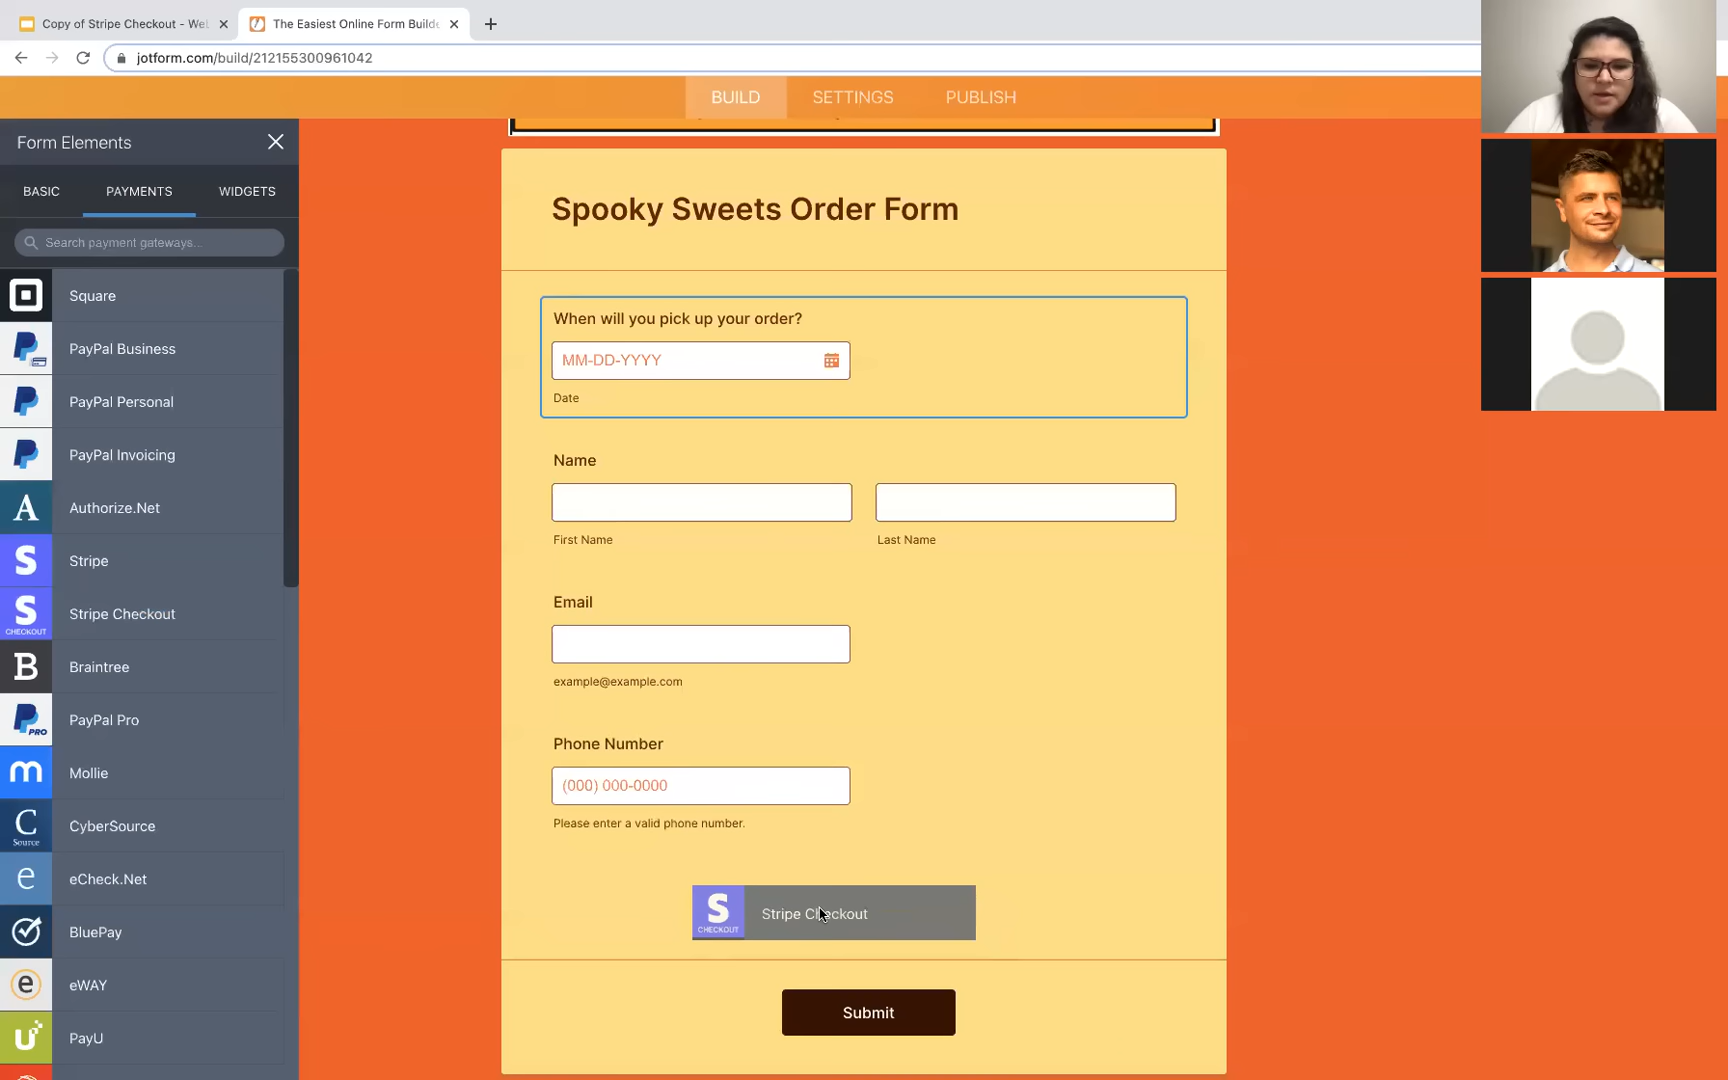 Copy of Stripe Checkout - We
The Easiest Online Form Builde
jotform.com/build/212155300961042
BUILD
SETTINGS
PUBLISH
Form Elements
BASIC
PAYMENTS
WIDGETS
Search payment gateways...
Square
PayPal Business
PayPal Personal
PayPal Invoicing
A
Authorize.Net
S
Stripe
S
CHECKOUT
Stripe Checkout
B
Braintree
PRO
PayPal Pro
m
Mollie
C
Source
CyberSource
e
eCheck.Net
BluePay
e
eWAY
U
PayU
Spooky Sweets Order Form
When will you pick up your order?
MM-DD-YYYY
Date
Name
First Name
Last Name
Email
example@example.com
Phone Number
(000) 000-0000
Please enter a valid phone number.
S
CHECKOUT
Stripe Checkout
Submit